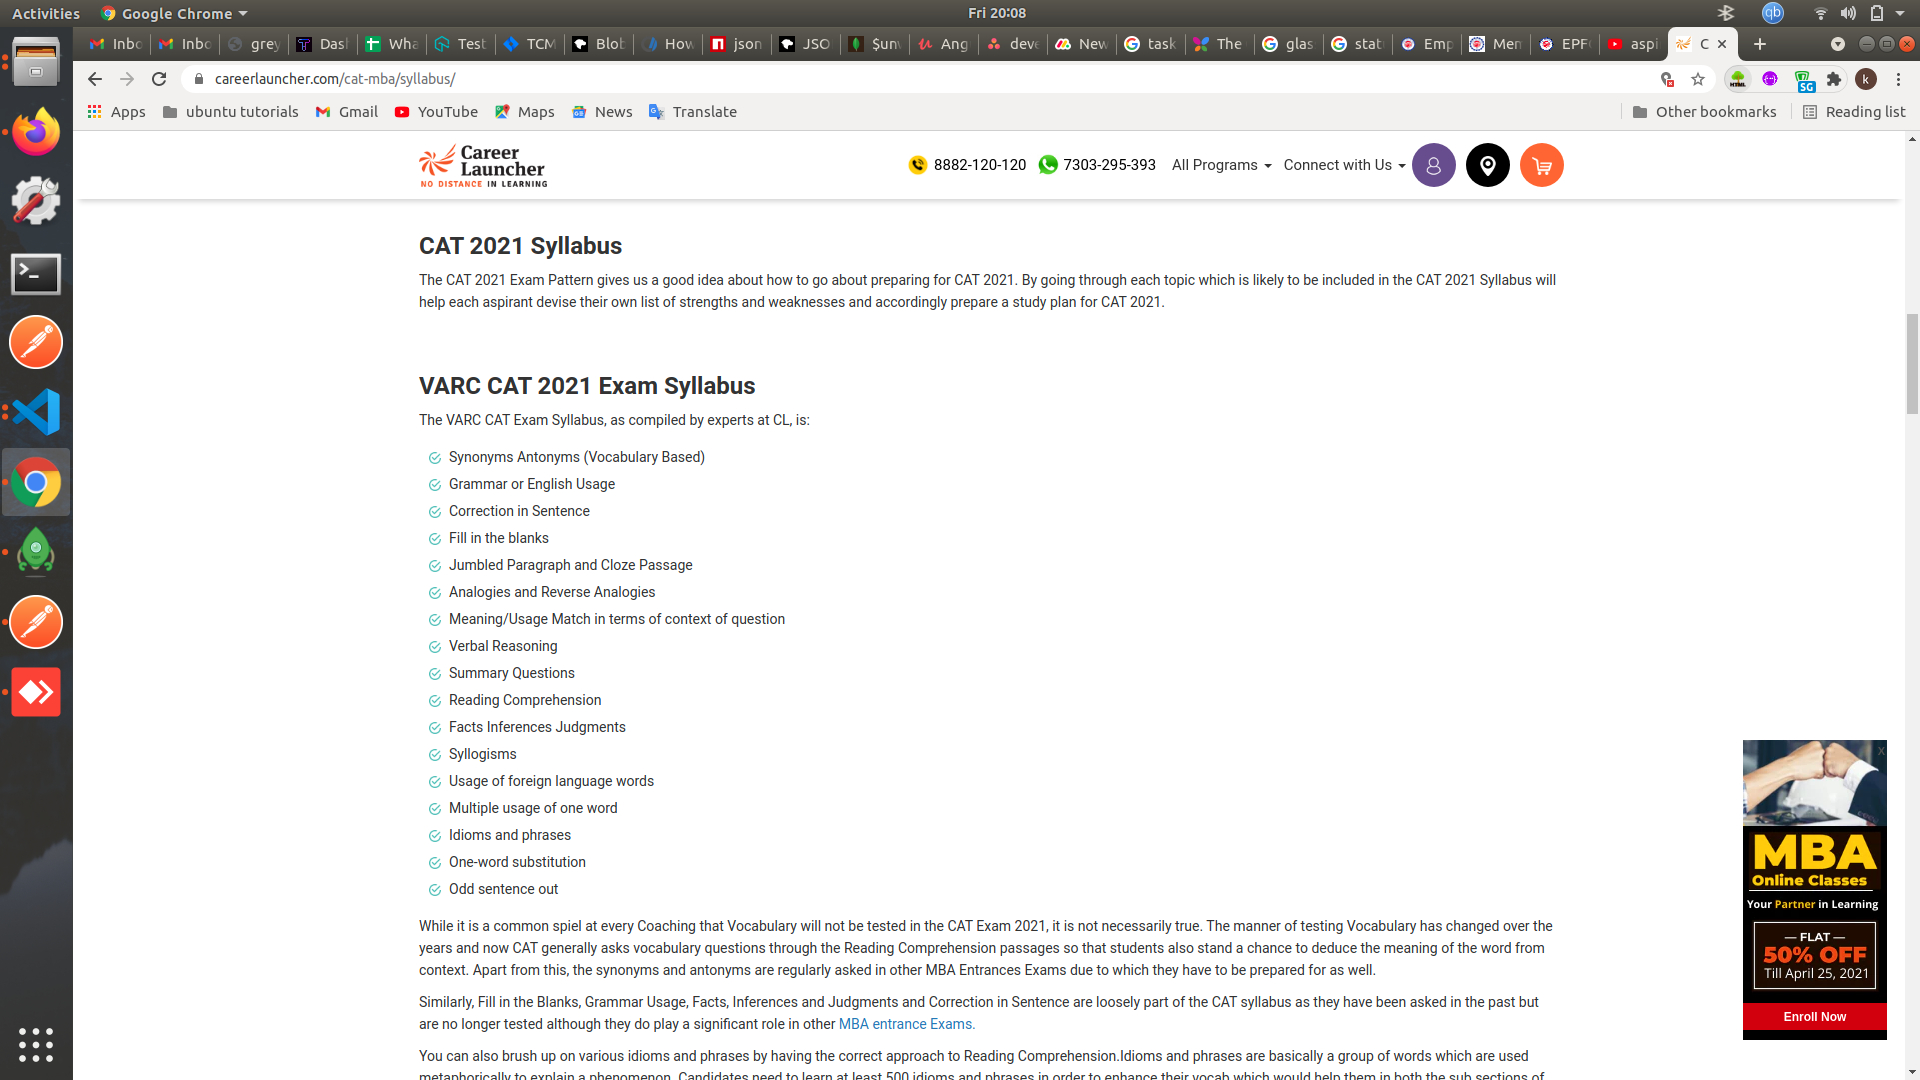 Activities Google Chrome Fri 20:08
Inbo Inbo grey Das Wha Test TCM Blob How json JSO $unw Ang deve New task The glas stat Emp Men EPFO aspi C
careerlauncher.com/cat-mba/syllabus/
Apps ubuntu tutorials Gmail YouTube Maps News Translate Other bookmarks Reading list
Career
Launcher
NO DISTANCE IN LEARNING
8882-120-120 7303-295-393 All Programs Connect with Us
CAT 2021 Syllabus
The CAT 2021 Exam Pattern gives us a good idea about how to go about preparing for CAT 2021. By going through each topic which is likely to be included in the CAT 2021 Syllabus will
help each aspirant devise their own list of strengths and weaknesses and accordingly prepare a study plan for CAT 2021.
VARC CAT 2021 Exam Syllabus
The VARC CAT Exam Syllabus, as compiled by experts at CL, is:
Synonyms Antonyms (Vocabulary Based)
Grammar or English Usage
Correction in Sentence
Fill in the blanks
Jumbled Paragraph and Cloze Passage
Analogies and Reverse Analogies
Meaning/Usage Match in terms of context of question
Verbal Reasoning
Summary Questions
Reading Comprehension
Facts Inferences Judgments
Syllogisms
Usage of foreign language words
Multiple usage of one word
Idioms and phrases
One-word substitution
Odd sentence out
While it is a common spiel at every Coaching that Vocabulary will not be tested in the CAT Exam 2021, it is not necessarily true. The manner of testing Vocabulary has changed over the
years and now CAT generally asks vocabulary questions through the Reading Comprehension passages so that students also stand a chance to deduce the meaning of the word from
context. Apart from this, the synonyms and antonyms are regularly asked in other MBA Entrances Exams due to which they have to be prepared for as well.
Similarly, Fill in the Blanks, Grammar Usage, Facts, Inferences and Judgments and Correction in Sentence are loosely part of the CAT syllabus as they have been asked in the past but
are no longer tested although they do play a significant role in other MBA entrance Exams.
You can also brush up on various idioms and phrases by having the correct approach to Reading Comprehension.Idioms and phrases are basically a group of words which are used
metaphorically to explain a phenomenon. Candidates need to learn at least 500 idioms and phrases in order to enhance their vocab which would help them in both the sub sections of
X
MBA
Online Classes
Your Partner in Learning
— FLAT —
50% OFF
Till April 25, 2021
Enroll Now